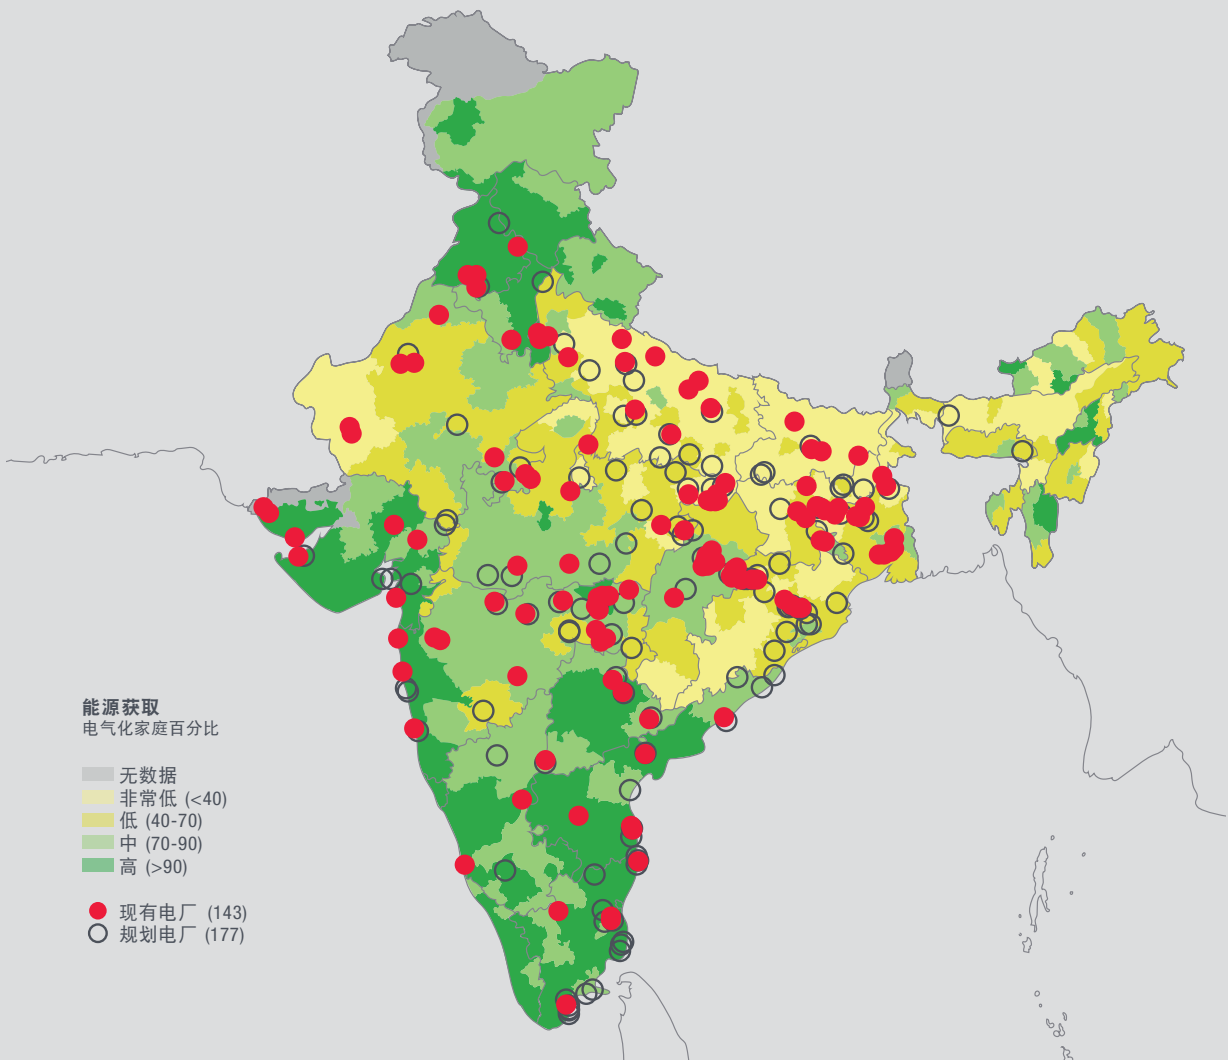 能源获取
电气化家庭百分比
无数据
非常低 (<40)
低 (40-70)
中 (70-90)
高 (>90)
现有电厂 (143)
规划电厂 (177)